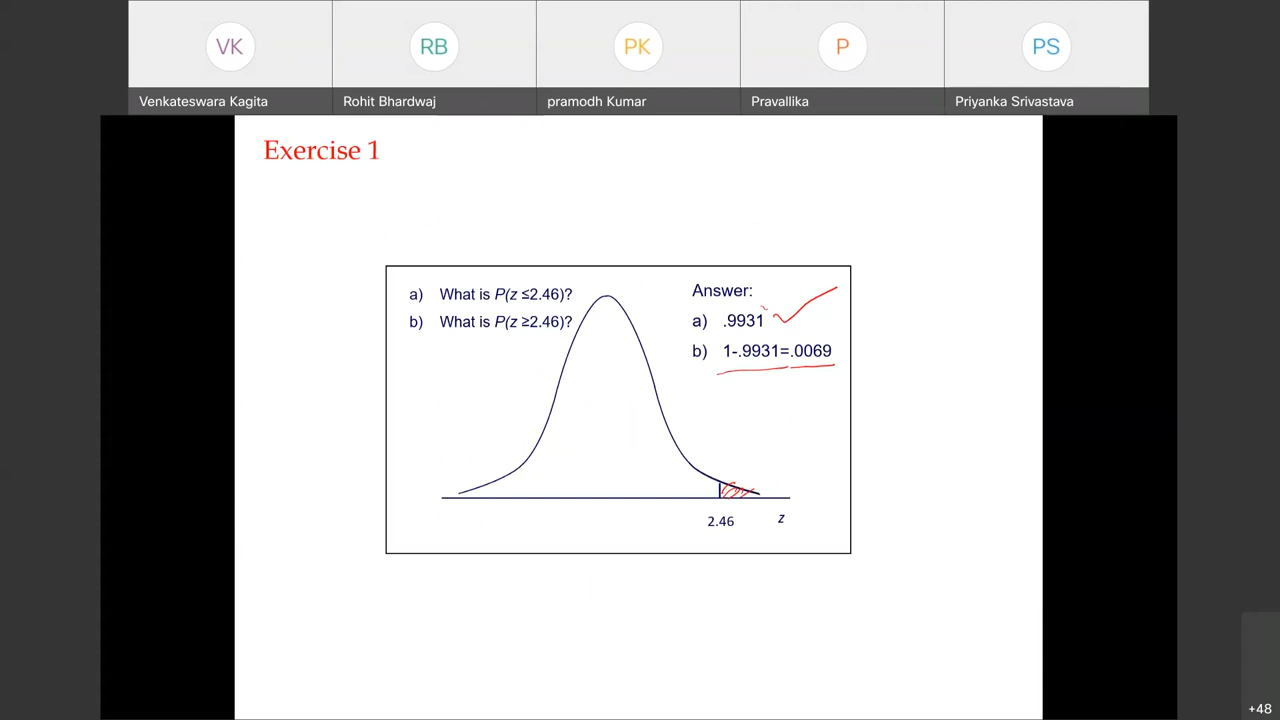 VK
RB
PK
P
PS
Venkateswara Kagita
Rohit Bhardwaj
pramodh Kumar
Pravallika
Priyanka Srivastava
Exercise 1
a) What is P(z ≤2.46)?
b) What is P(z ≥2.46)?
Answer:
a) .9931
b) 1-.9931=.0069
2.46
z
+48